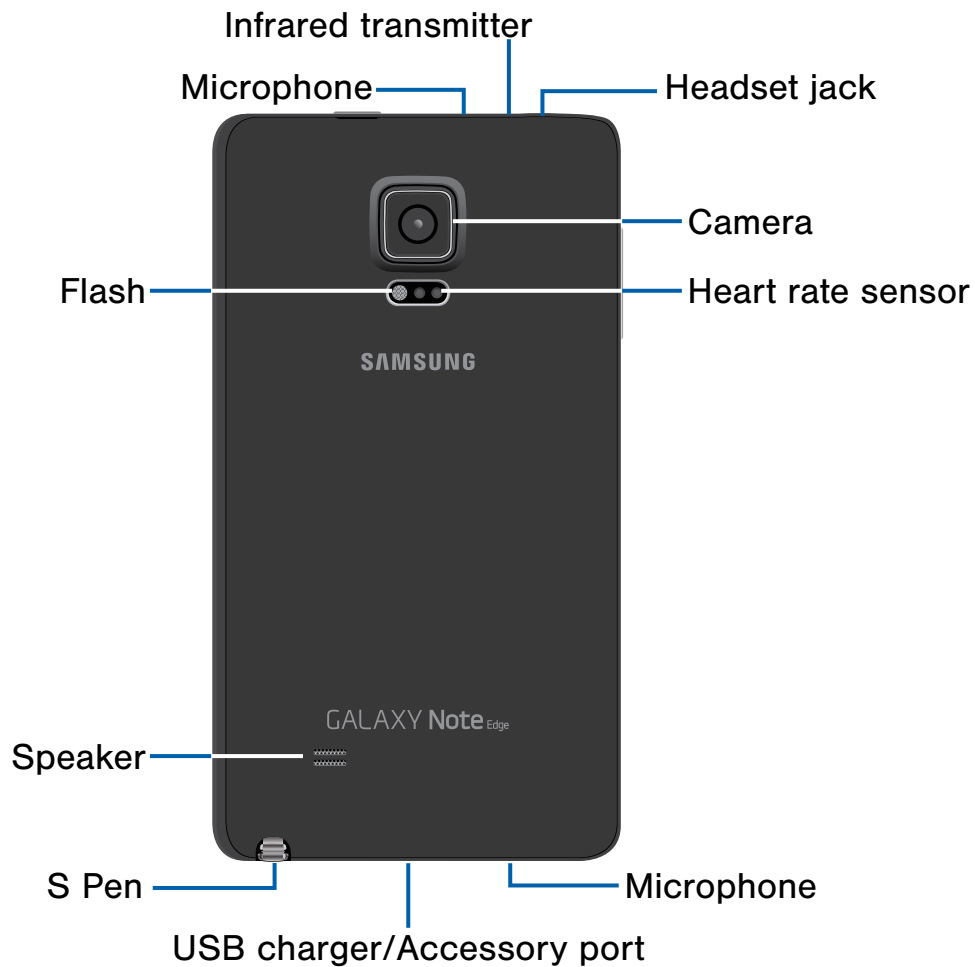 Infrared transmitter
Microphone
Headset jack
Camera
Flash
Heart rate sensor
SAMSUNG
GALAXY Note Edge
Speaker
S Pen
Microphone
USB charger/Accessory port